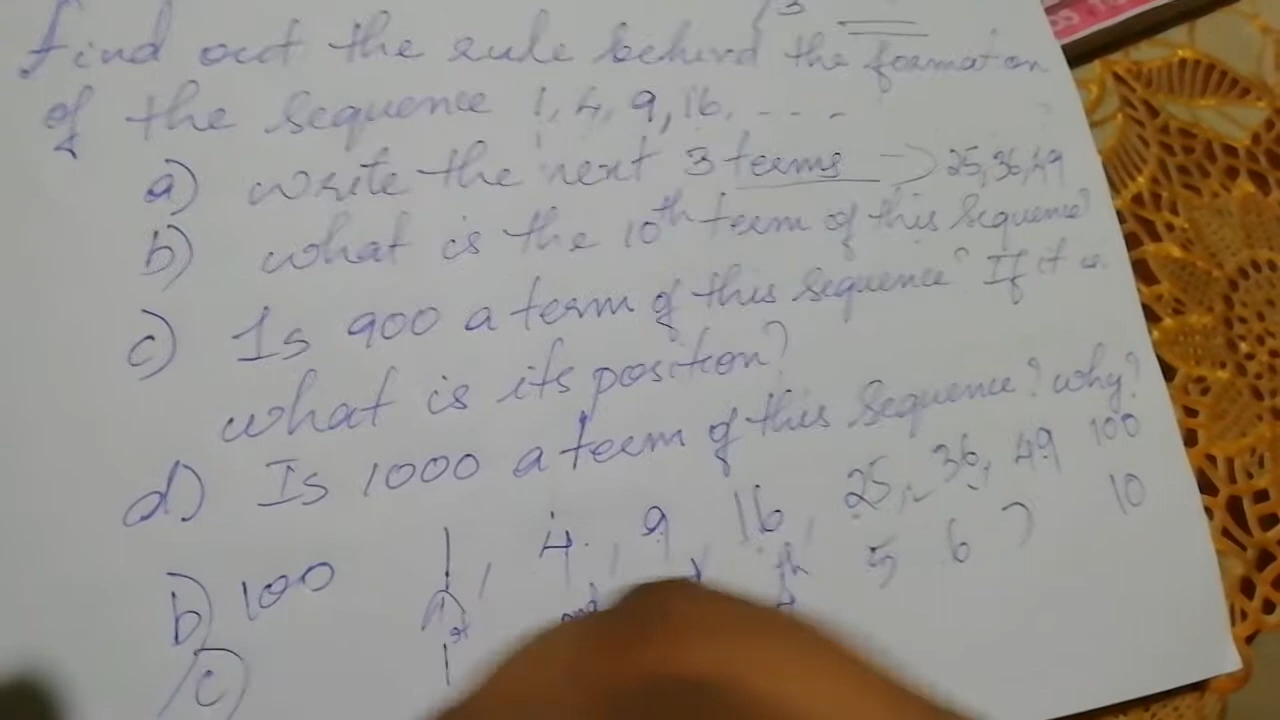 3
Find out the rule behind the formation
of the sequence 1, 4, 9, 16, ....
a) write the next 3 terms -> 25, 36, 49
b) what is the 10th term of this sequence?
c) Is 900 a term of this sequence? If it is
what is its position?
d) Is 1000 a term of this sequence? why?
1, 4, 9, 16, 25, 36, 49 100
1st 5 6 7 10
b) 100
c)